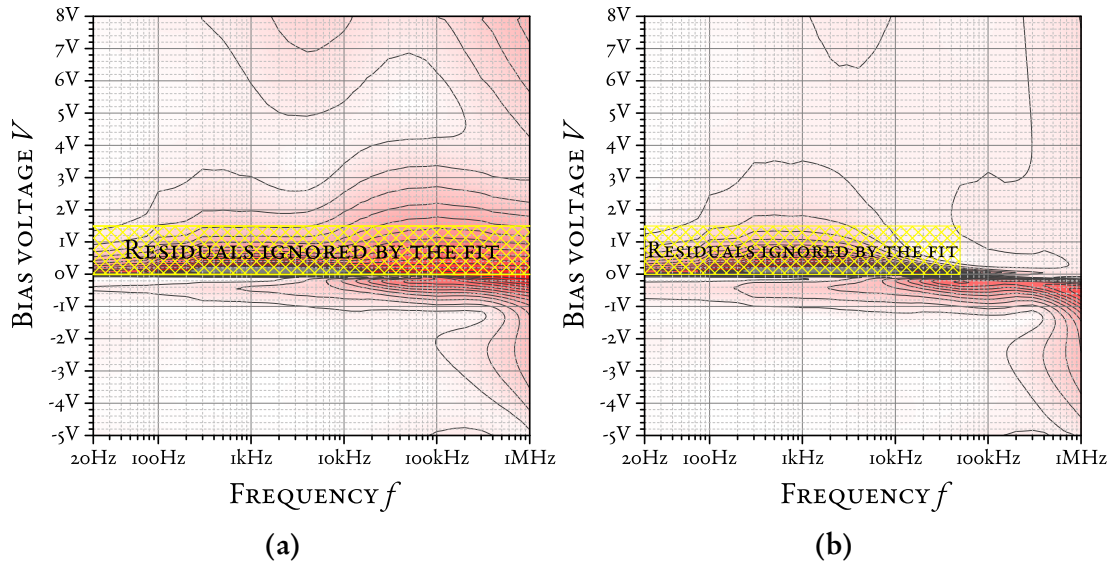 8V
7V
6V
5V
4V
3V
2V
1V
0V
-1V
-2V
-3V
-4V
-5V
Bias voltage V
Residuals ignored by the fit
20Hz 100Hz 1kHz 10kHz 100kHz 1MHz
Frequency f
(a)
8V
7V
6V
5V
4V
3V
2V
1V
0V
-1V
-2V
-3V
-4V
-5V
Bias voltage V
Residuals ignored by the fit
20Hz 100Hz 1kHz 10kHz 100kHz 1MHz
Frequency f
(b)